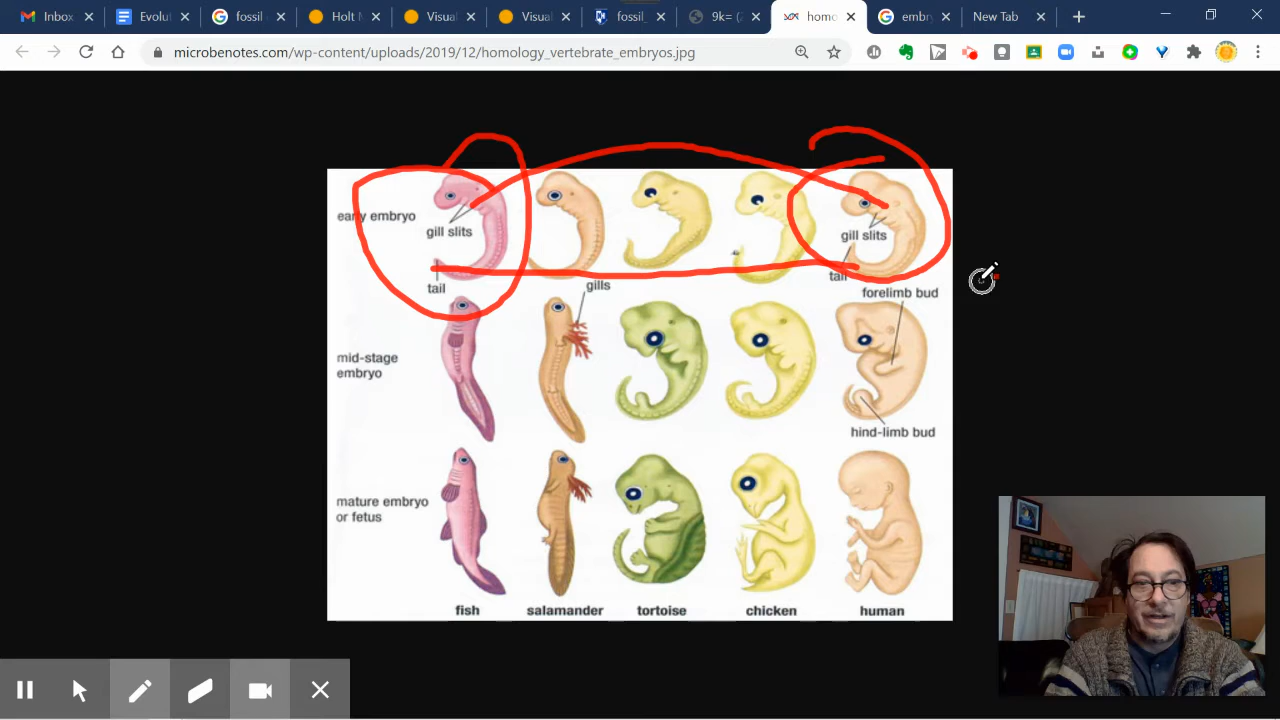 Inbox
Evolut
fossil
Holt M
Visual
Visual
fossil_
9k= (
homo
embry
New Tab
microbenotes.com/wp-content/uploads/2019/12/homology_vertebrate_embryos.jpg
early embryo
gill slits
gill slits
tail
tail
gills
forelimb bud
mid-stage
embryo
hind-limb bud
mature embryo
or fetus
fish
salamander
tortoise
chicken
human